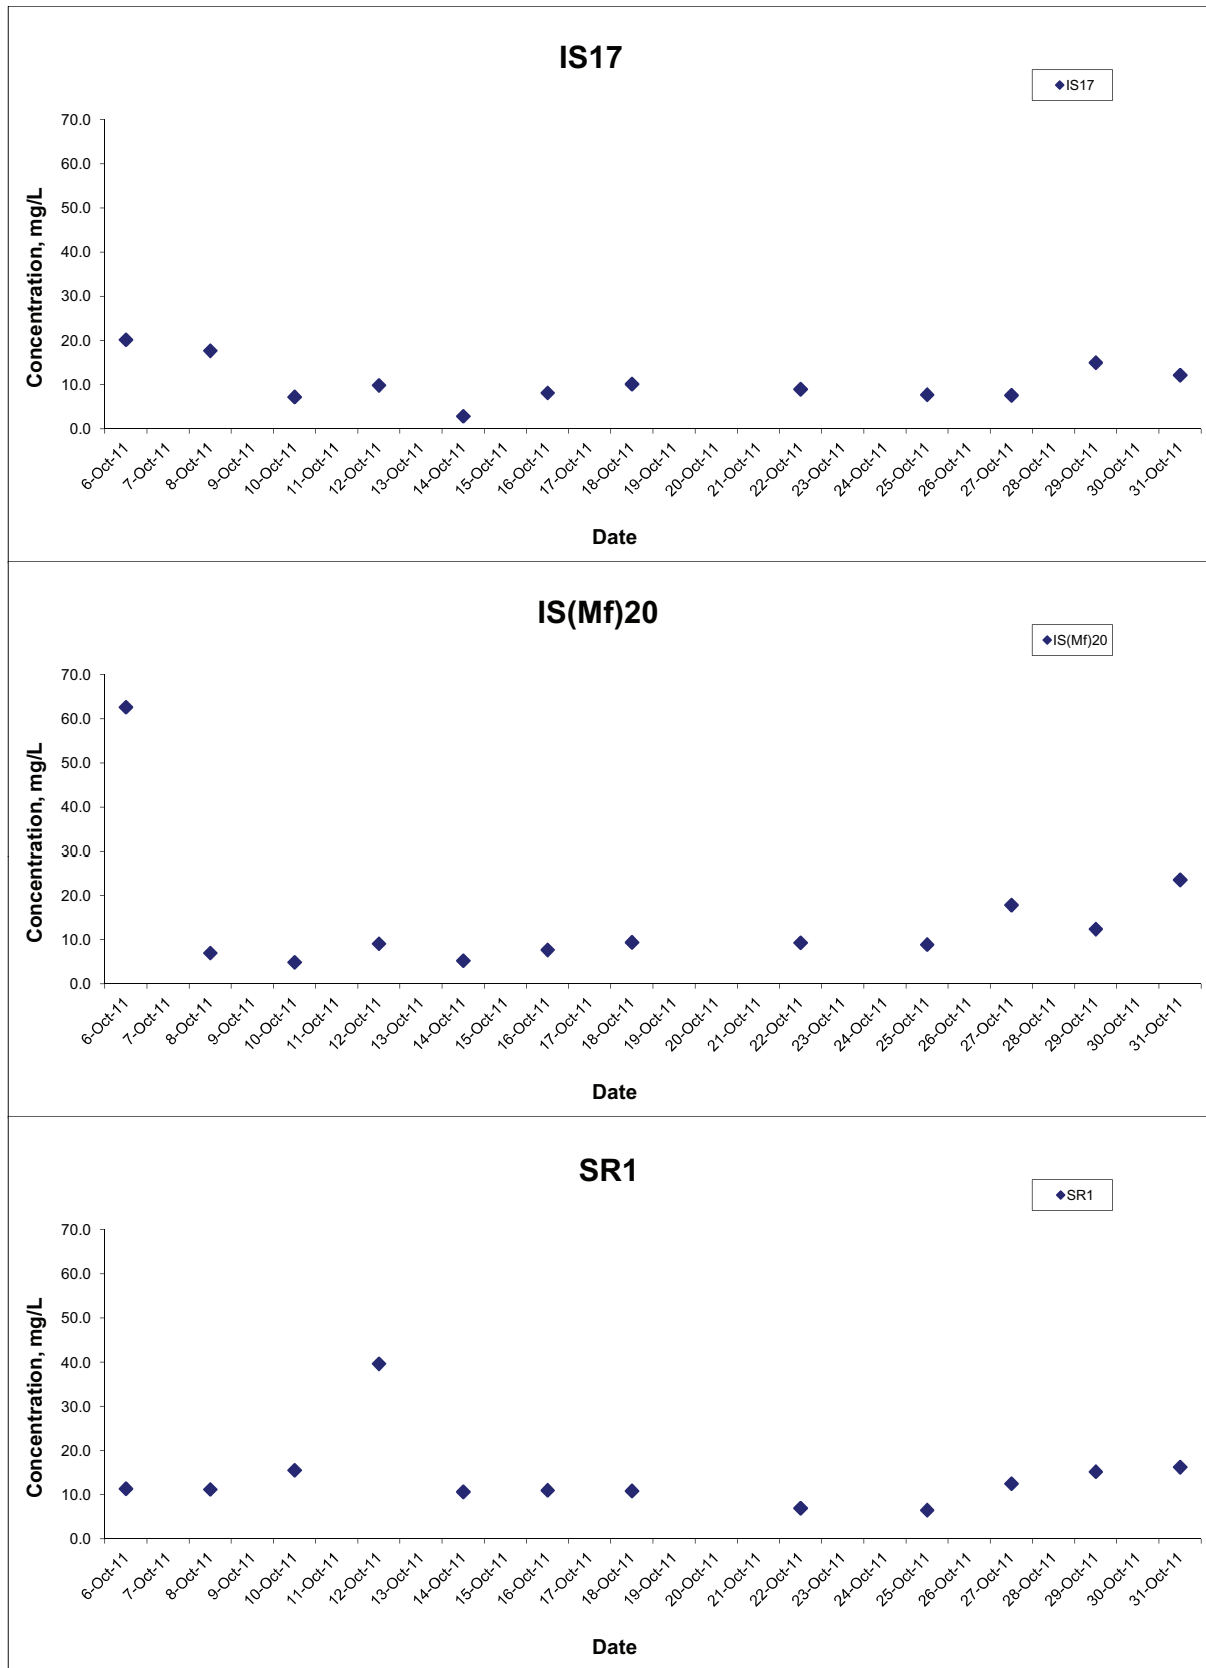 IS17
IS17
70.0
60.0
50.0
40.0
30.0
20.0
10.0
0.0
Concentration, mg/L
6-Oct-11
7-Oct-11
8-Oct-11
9-Oct-11
10-Oct-11
11-Oct-11
12-Oct-11
13-Oct-11
14-Oct-11
15-Oct-11
16-Oct-11
17-Oct-11
18-Oct-11
19-Oct-11
20-Oct-11
21-Oct-11
22-Oct-11
23-Oct-11
24-Oct-11
25-Oct-11
26-Oct-11
27-Oct-11
28-Oct-11
29-Oct-11
30-Oct-11
31-Oct-11
Date
IS(Mf)20
IS(Mf)20
70.0
60.0
50.0
40.0
30.0
20.0
10.0
0.0
Concentration, mg/L
6-Oct-11
7-Oct-11
8-Oct-11
9-Oct-11
10-Oct-11
11-Oct-11
12-Oct-11
13-Oct-11
14-Oct-11
15-Oct-11
16-Oct-11
17-Oct-11
18-Oct-11
19-Oct-11
20-Oct-11
21-Oct-11
22-Oct-11
23-Oct-11
24-Oct-11
25-Oct-11
26-Oct-11
27-Oct-11
28-Oct-11
29-Oct-11
30-Oct-11
31-Oct-11
Date
SR1
SR1
70.0
60.0
50.0
40.0
30.0
20.0
10.0
0.0
Concentration, mg/L
6-Oct-11
7-Oct-11
8-Oct-11
9-Oct-11
10-Oct-11
11-Oct-11
12-Oct-11
13-Oct-11
14-Oct-11
15-Oct-11
16-Oct-11
17-Oct-11
18-Oct-11
19-Oct-11
20-Oct-11
21-Oct-11
22-Oct-11
23-Oct-11
24-Oct-11
25-Oct-11
26-Oct-11
27-Oct-11
28-Oct-11
29-Oct-11
30-Oct-11
31-Oct-11
Date